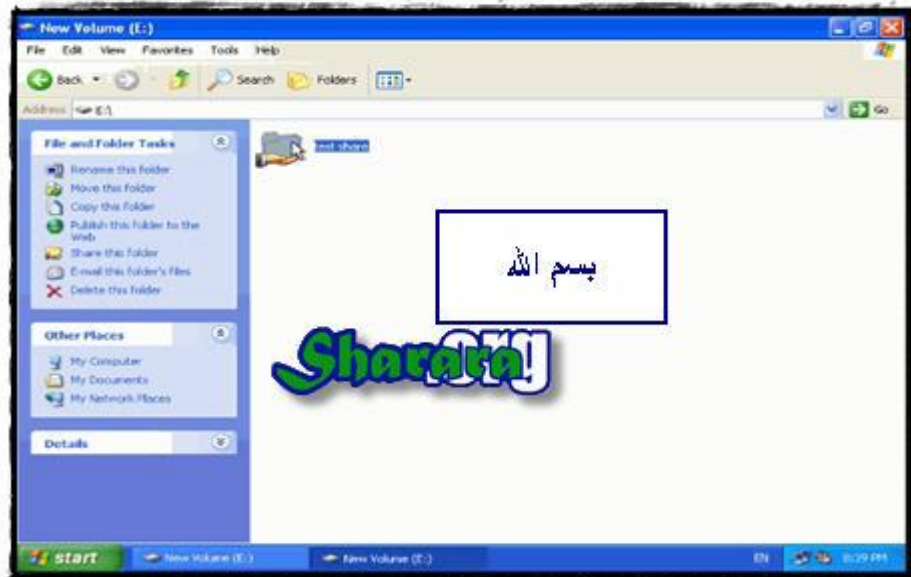 New Volume (E:)
File Edit View Favorites Tools Help
Back Search Folders
Address E:\ Go
File and Folder Tasks
Rename this folder
Move this folder
Copy this folder
Publish this folder to the
Web
Share this folder
E-mail this folder's files
Delete this folder
Other Places
My Computer
My Documents
My Network Places
Details
test share
بسم الله
Sharara.org
start New Volume (E:) New Volume (E:) EN 8:39 PM